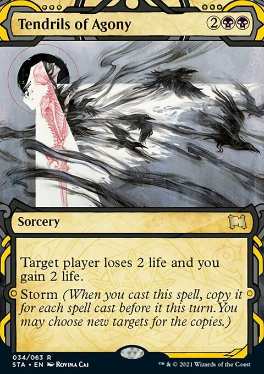 Tendrils of Agony 2
Sorcery
Target player loses 2 life and you
gain 2 life.
Storm (When you cast this spell, copy it
for each spell cast before it this turn. You
may choose new targets for the copies.)
034/063 R
STA • EN ROVINA CAI
™ & © 2021 Wizards of the Coast